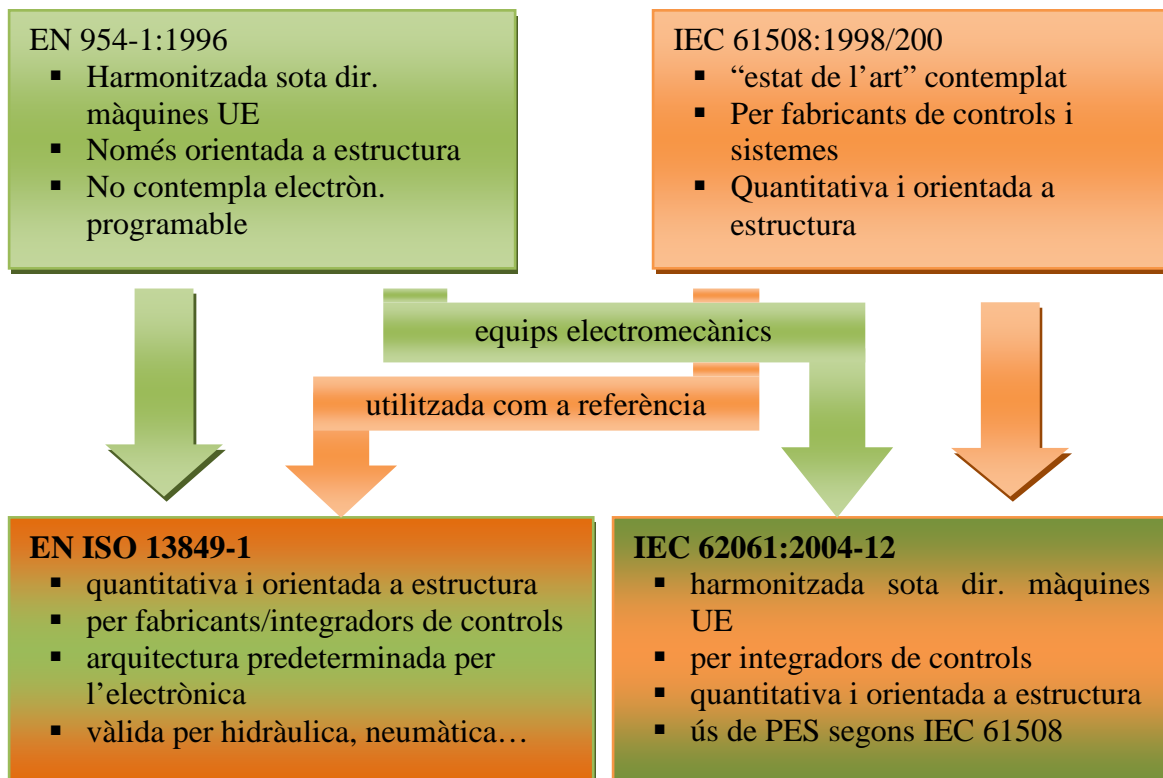 EN 954-1:1996
▪ Harmonitzada sota dir.
màquines UE
▪ Només orientada a estructura
▪ No contempla electròn.
programable
IEC 61508:1998/200
▪ “estat de l’art” contemplat
▪ Per fabricants de controls i
sistemes
▪ Quantitativa i orientada a
estructura
equips electromecànics
utilitzada com a referència
EN ISO 13849-1
▪ quantitativa i orientada a estructura
▪ per fabricants/integradors de controls
▪ arquitectura predeterminada per
l’electrònica
▪ vàlida per hidràulica, neumàtica…
IEC 62061:2004-12
▪ harmonitzada sota dir. màquines
UE
▪ per integradors de controls
▪ quantitativa i orientada a estructura
▪ ús de PES segons IEC 61508